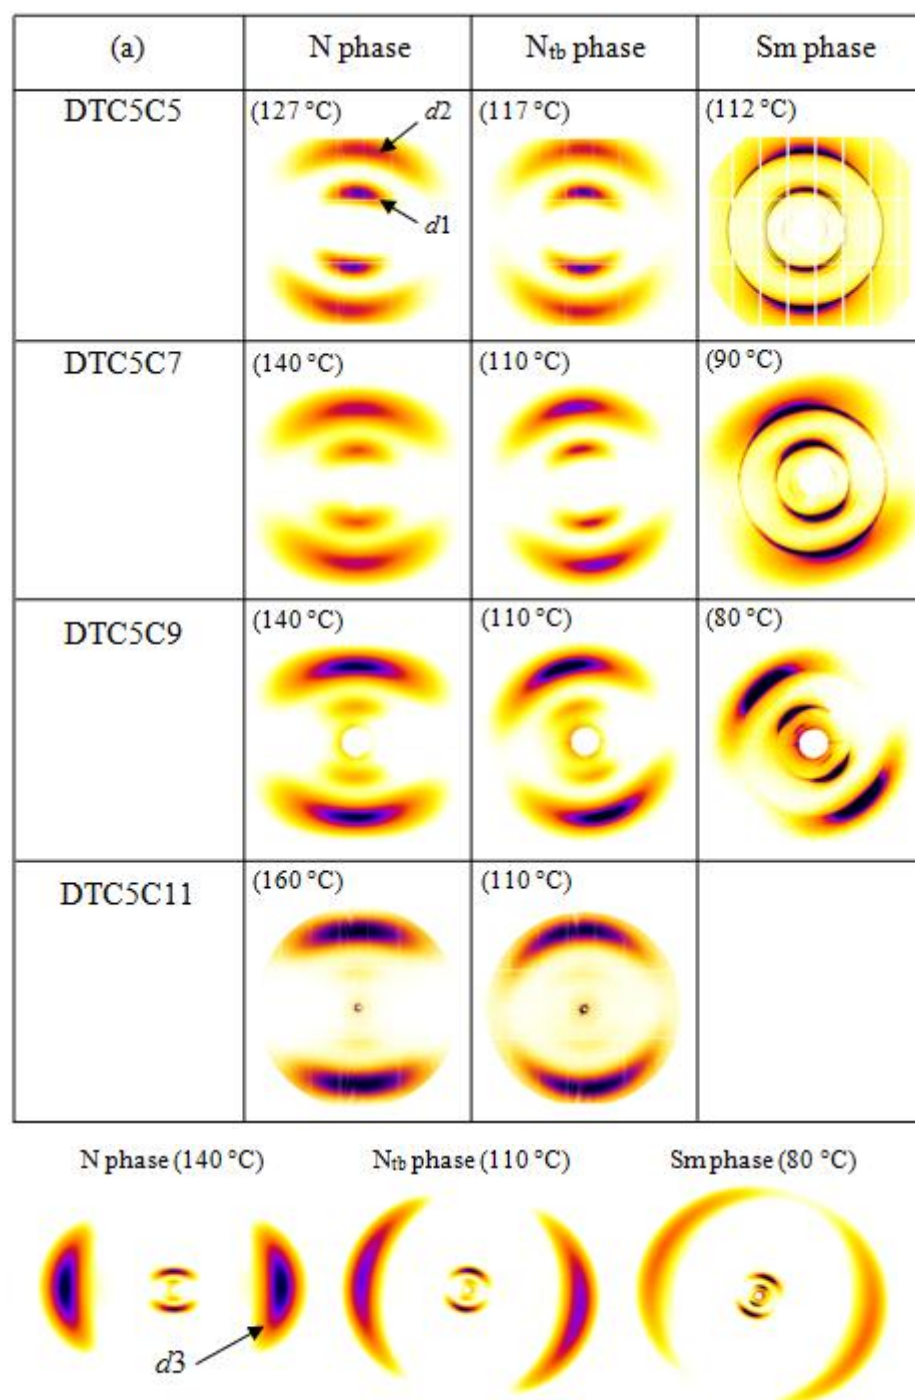 (a) N phase Ntb phase Sm phase
DTC5C5 (127 °C) d2 (117 °C) (112 °C)
d1
DTC5C7 (140 °C) (110 °C) (90 °C)
DTC5C9 (140 °C) (110 °C) (80 °C)
DTC5C11 (160 °C) (110 °C)
N phase (140 °C) Ntb phase (110 °C) Sm phase (80 °C)
d3